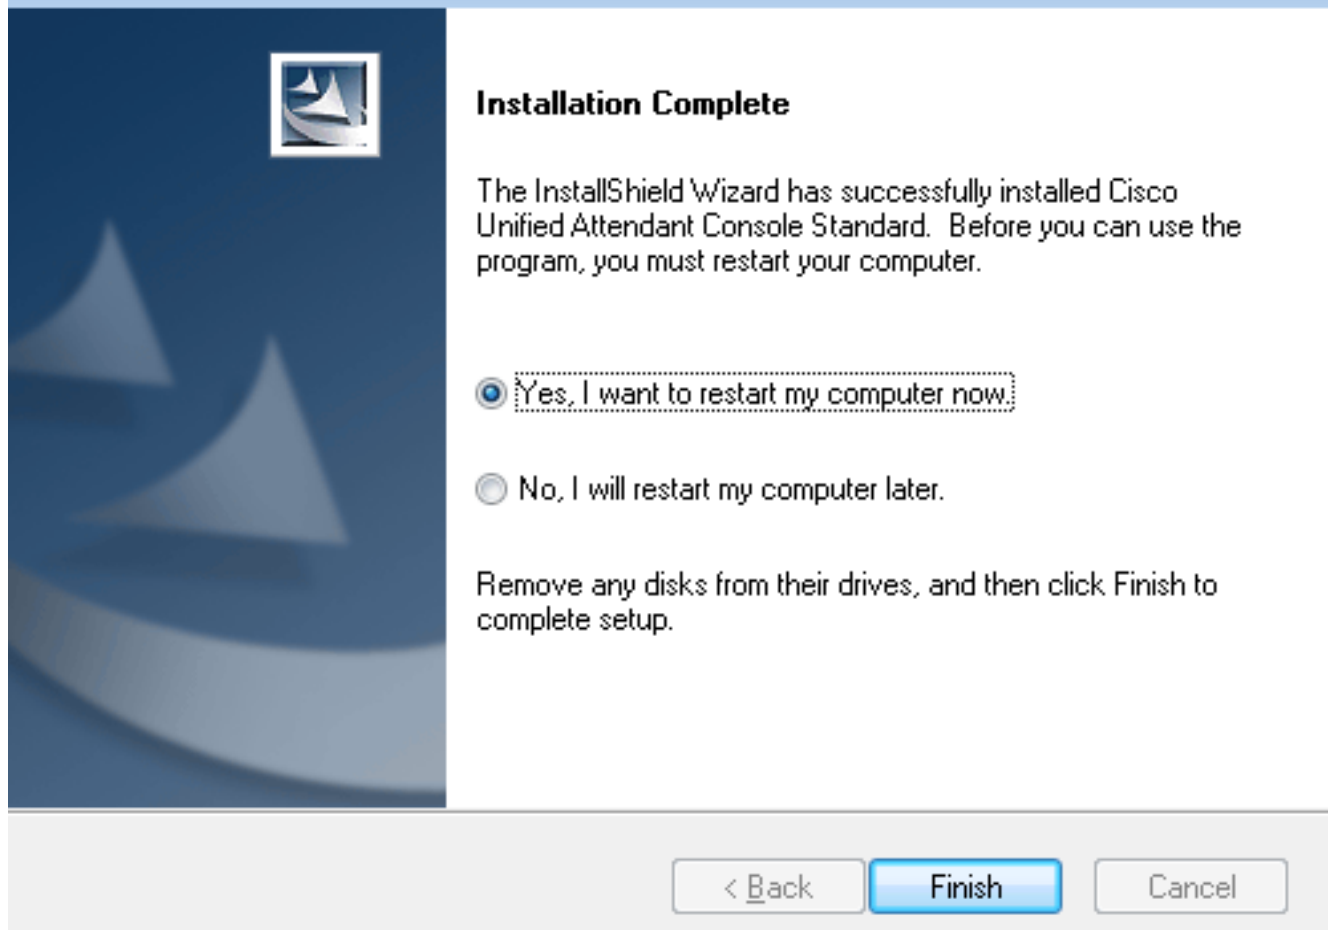 Installation Complete
The InstallShield Wizard has successfully installed Cisco
Unified Attendant Console Standard.  Before you can use the
program, you must restart your computer.
Yes, I want to restart my computer now.
No, I will restart my computer later.
Remove any disks from their drives, and then click Finish to
complete setup.
< Back
Finish
Cancel